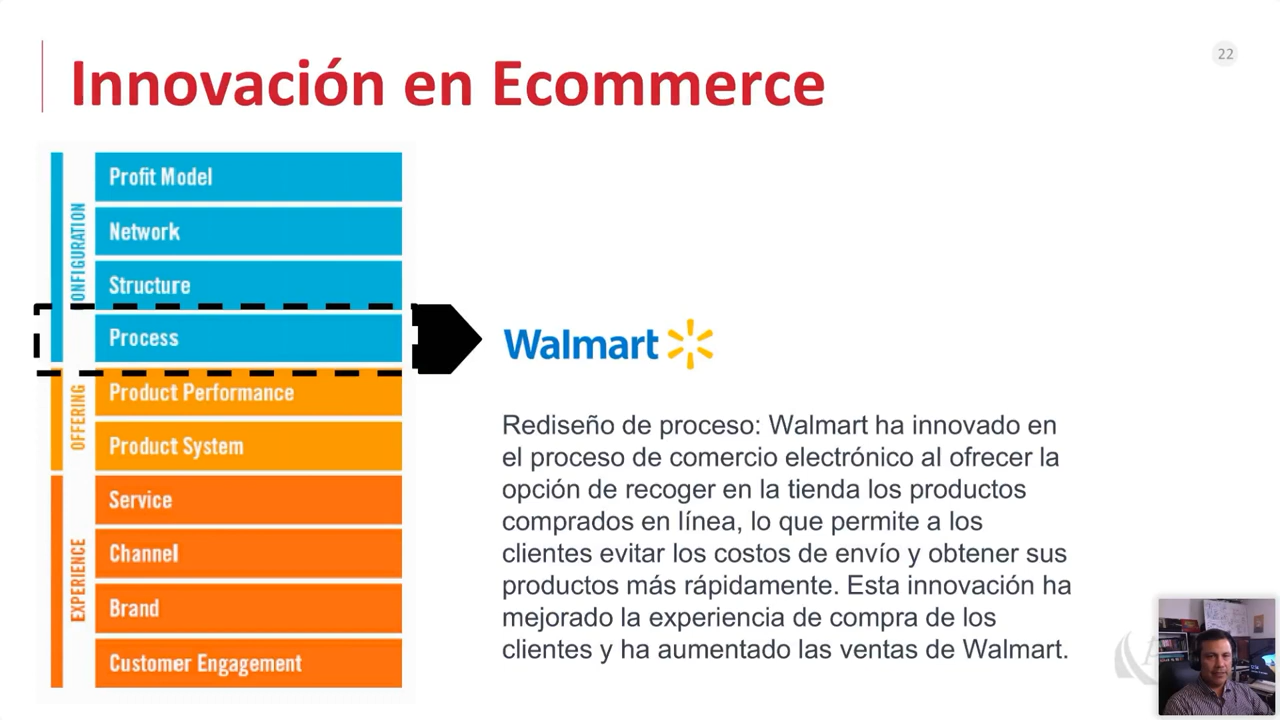 Innovación en Ecommerce
22
CONFIGURATION
Profit Model
Network
Structure
Process
OFFERING
Product Performance
Product System
EXPERIENCE
Service
Channel
Brand
Customer Engagement
Walmart
Rediseño de proceso: Walmart ha innovado en
el proceso de comercio electrónico al ofrecer la
opción de recoger en la tienda los productos
comprados en línea, lo que permite a los
clientes evitar los costos de envío y obtener sus
productos más rápidamente. Esta innovación ha
mejorado la experiencia de compra de los
clientes y ha aumentado las ventas de Walmart.